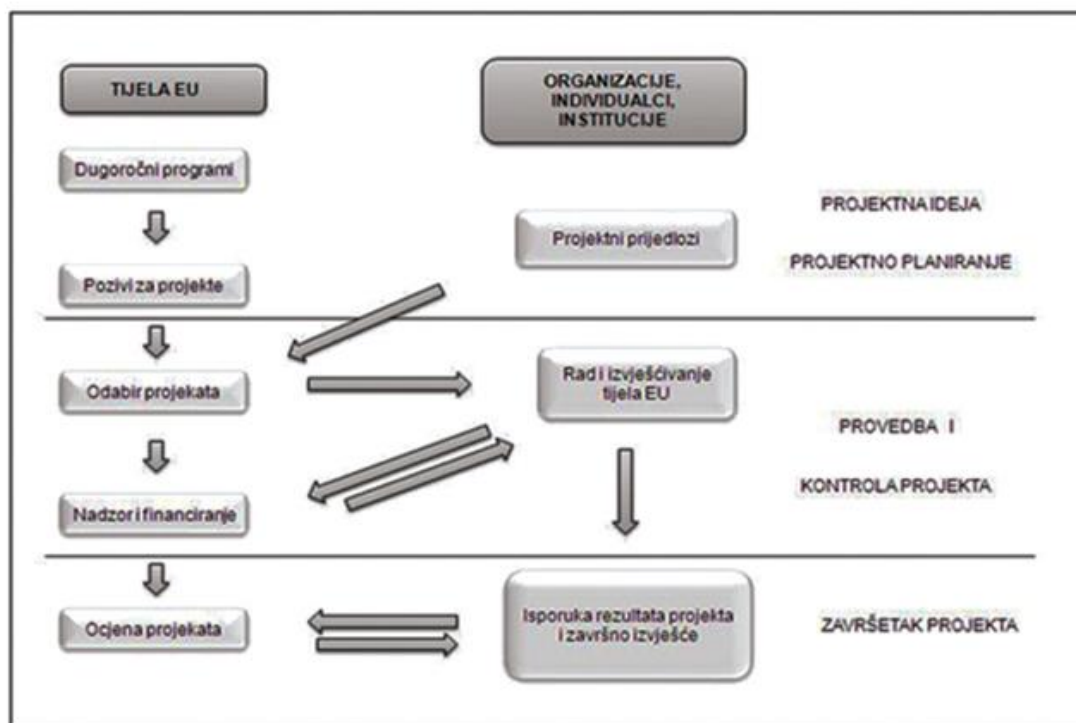 TIJELA EU
ORGANIZACIJE,
INDIVIDUALCI,
INSTITUCIJE
Dugoročni programi
PROJEKTNA IDEJA
Projektni prijedlozi
PROJEKTNO PLANIRANJE
Pozivi za projekte
Odabir projekata
Rad i izvješćivanje
tijela EU
PROVEDBA I
KONTROLA PROJEKTA
Nadzor i financiranje
Ocjena projekata
Isporuka rezultata projekta
i završno izvješće
ZAVRŠETAK PROJEKTA